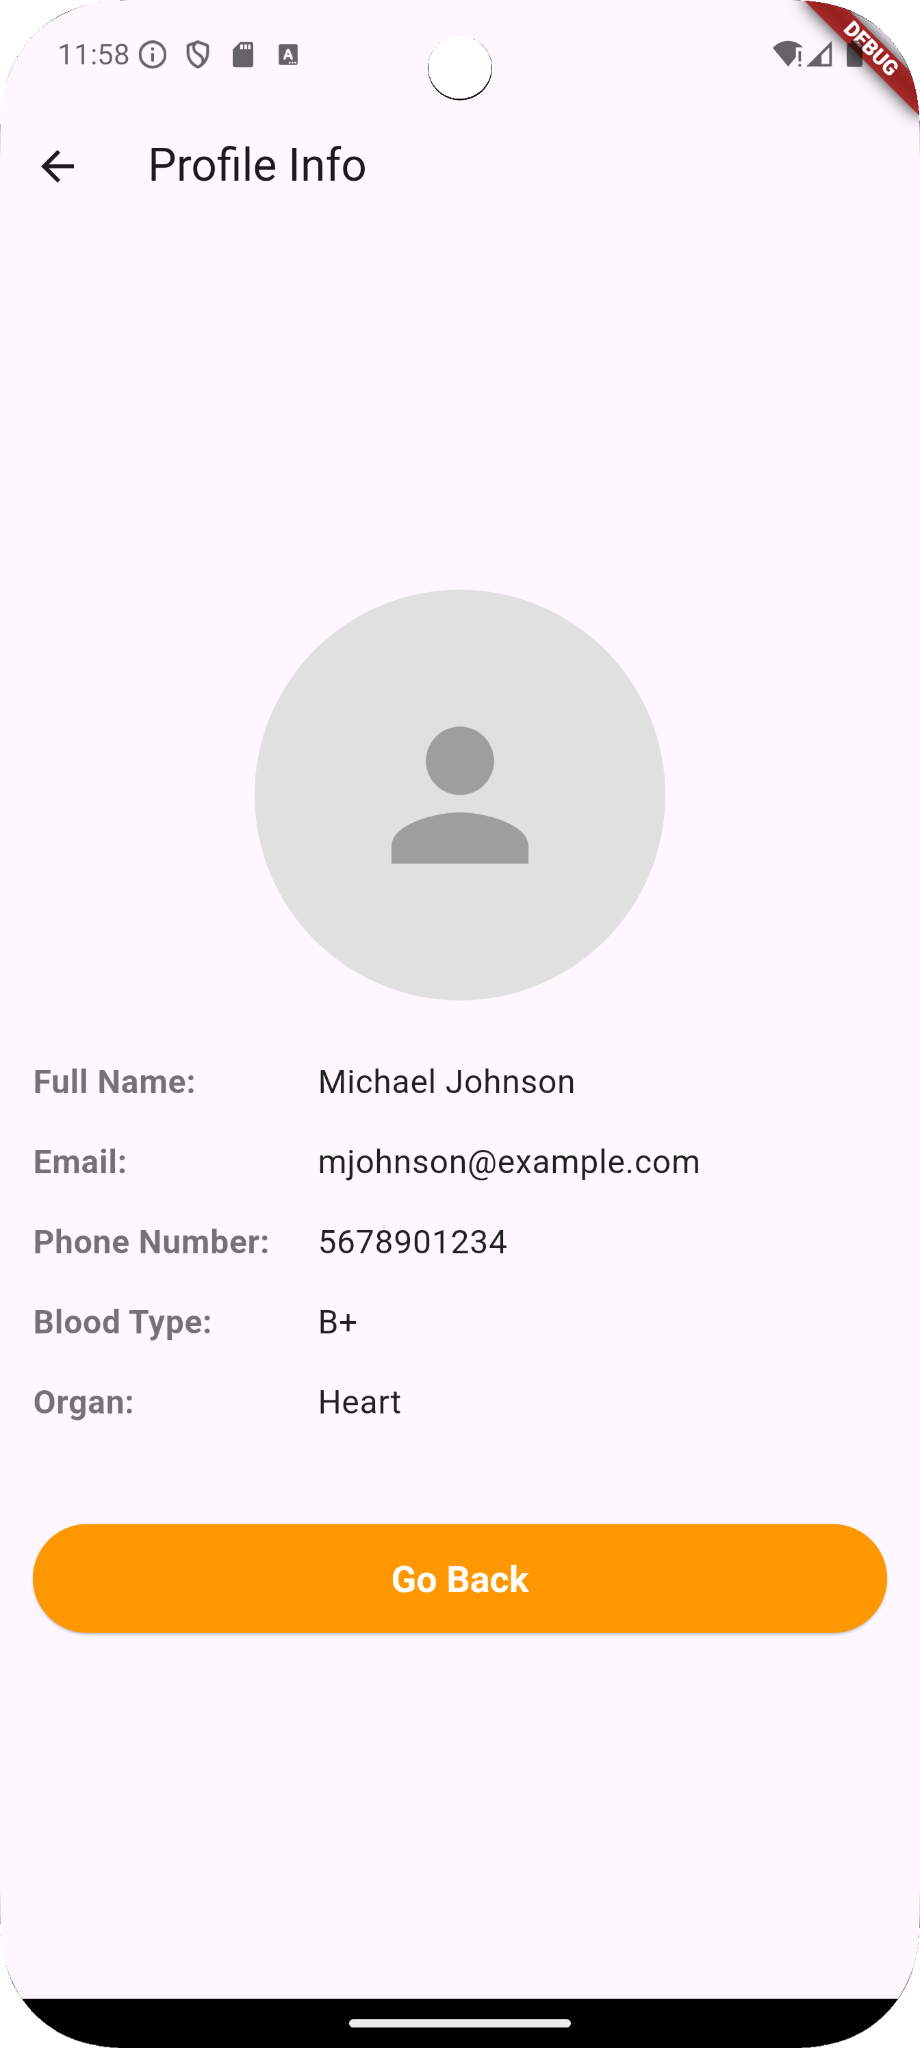 11:58
DEBUG
Profile Info
Full Name: Michael Johnson
Email: mjohnson@example.com
Phone Number: 5678901234
Blood Type: B+
Organ: Heart
Go Back